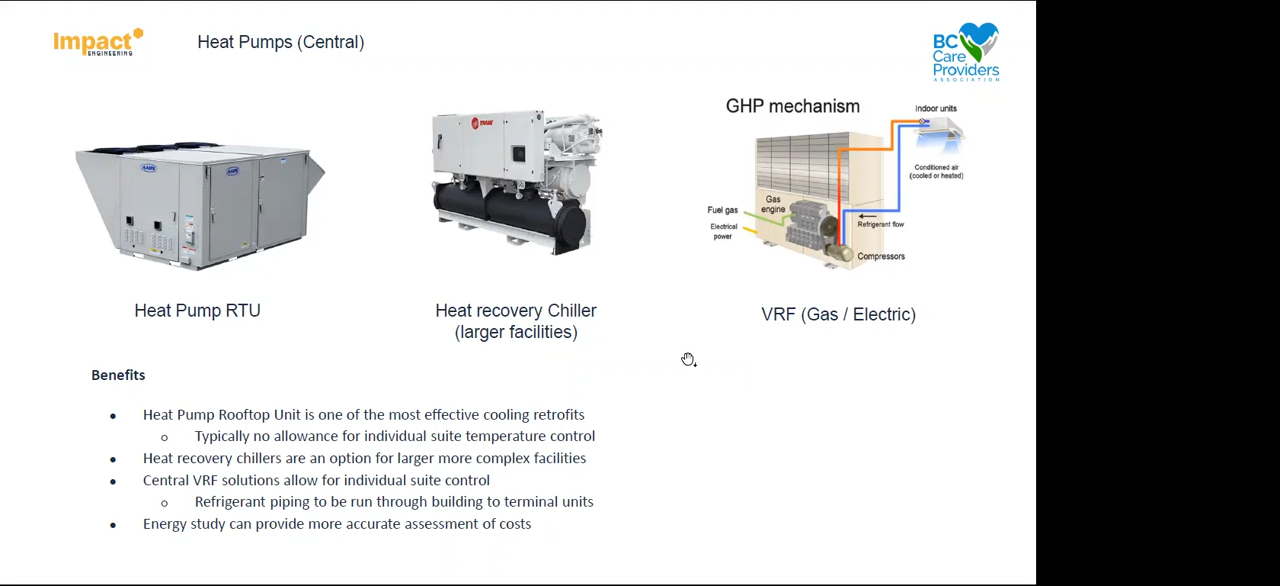 Impact
ENGINEERING
Heat Pumps (Central)
BC
Care
Providers
ASSOCIATION
TRANE
AAON
AAON
GHP mechanism
Indoor units
Conditioned air
(cooled or heated)
Gas
engine
Fuel gas
Electrical
power
Refrigerant flow
Compressors
Heat Pump RTU
Heat recovery Chiller
(larger facilities)
VRF (Gas / Electric)
Benefits
● Heat Pump Rooftop Unit is one of the most effective cooling retrofits
○ Typically no allowance for individual suite temperature control
● Heat recovery chillers are an option for larger more complex facilities
● Central VRF solutions allow for individual suite control
○ Refrigerant piping to be run through building to terminal units
● Energy study can provide more accurate assessment of costs